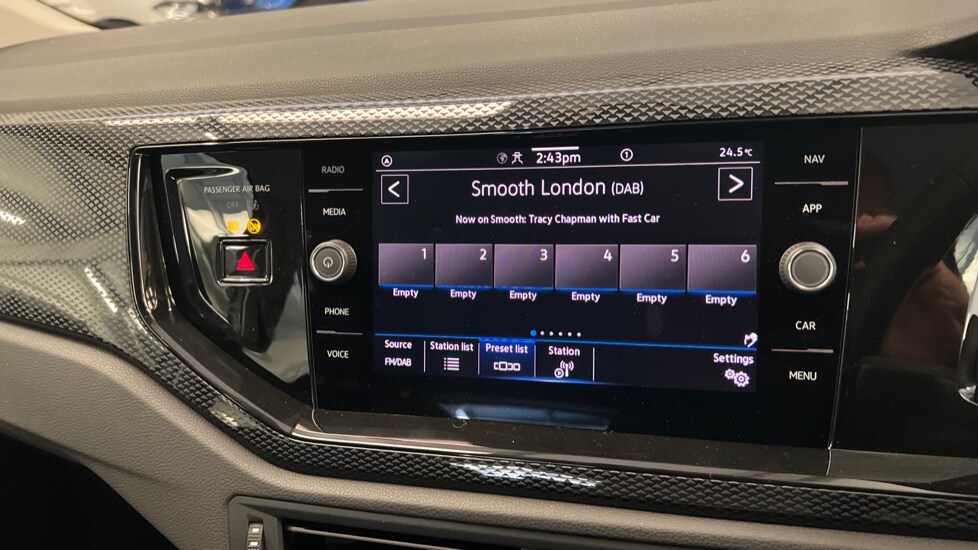 PASSENGER AIR BAG
OFF
RADIO
MEDIA
PHONE
VOICE
2:43pm
1
24.5°C
<
Smooth London (DAB)
>
Now on Smooth: Tracy Chapman with Fast Car
1 2 3 4 5 6
Empty Empty Empty Empty Empty Empty
Source Station list Preset list Station Settings
FM/DAB
NAV
APP
CAR
MENU